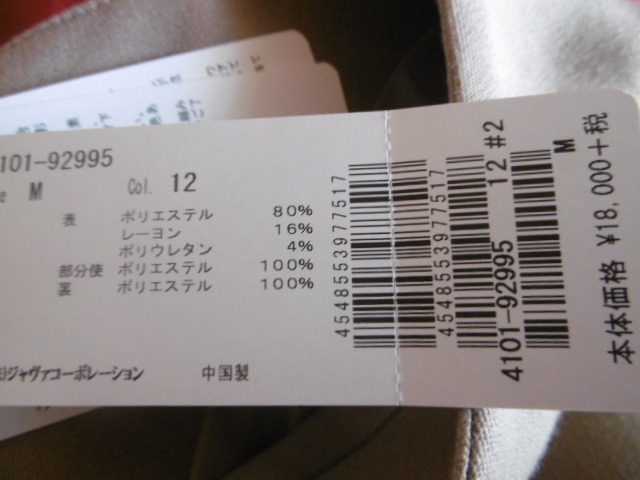 4101-92995
M Col. 12
表 ポリエステル 80%
レーヨン 16%
ポリウレタン 4%
部分使 ポリエステル 100%
裏 ポリエステル 100%
ジャヴァコーポレーション 中国製
4548553977517
4548553977517
4101-92995 12 #2
M
本体価格 ¥18,000+税